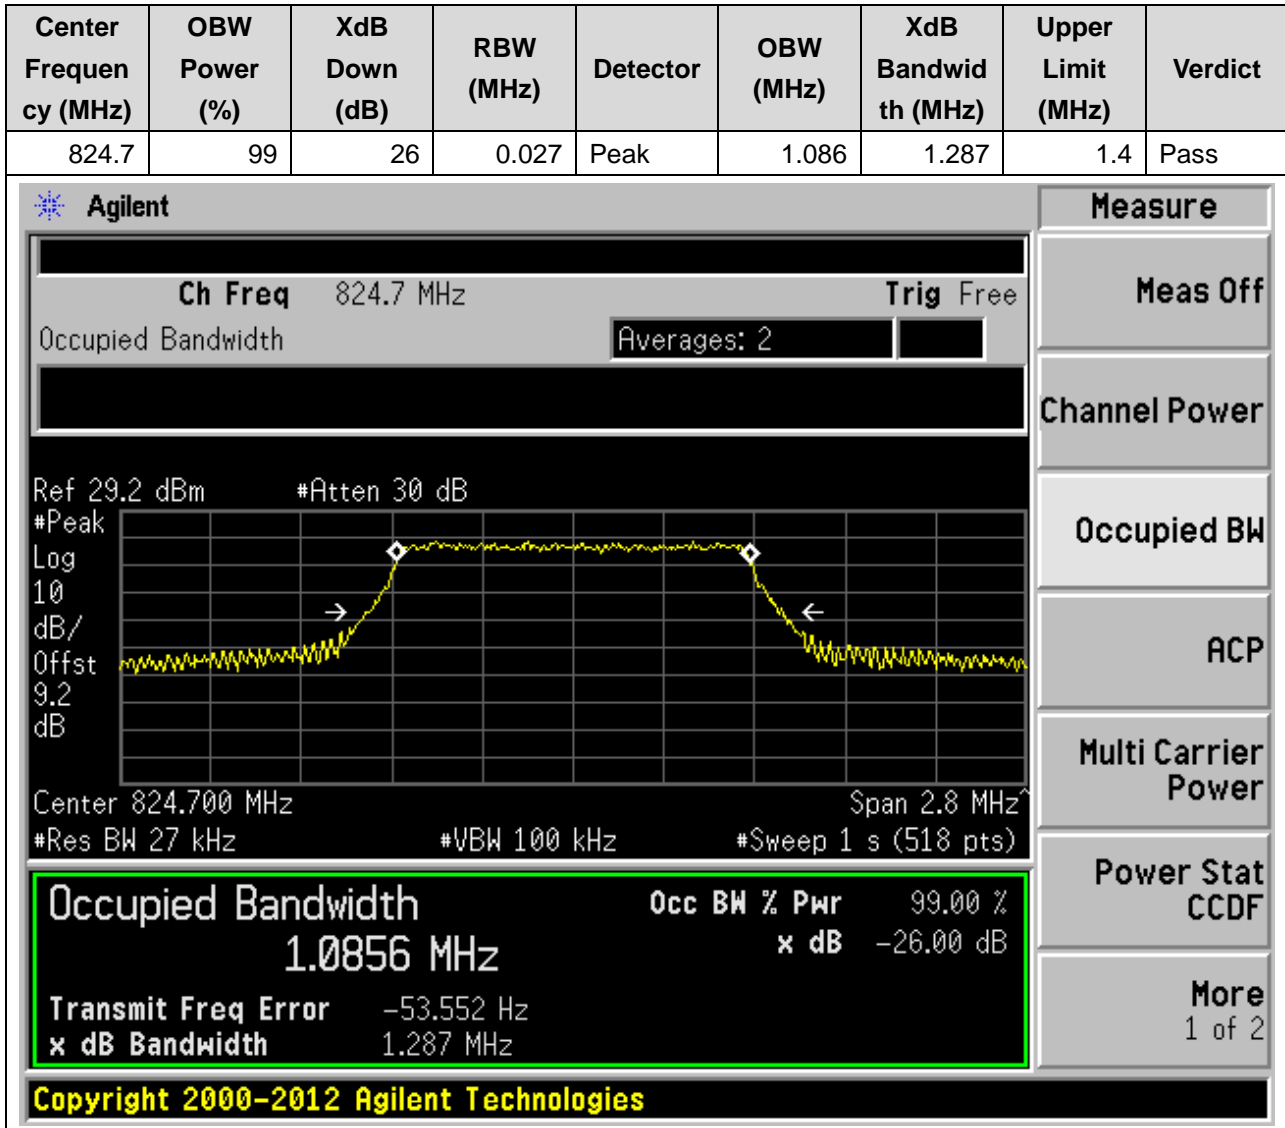 Center Frequen cy (MHz)
OBW Power (%)
XdB Down (dB)
RBW (MHz)
Detector
OBW (MHz)
XdB Bandwid th (MHz)
Upper Limit (MHz)
Verdict
824.7 99 26 0.027 Peak 1.086 1.287 1.4 Pass
Agilent
Measure
Ch Freq 824.7 MHz Trig Free
Occupied Bandwidth Averages: 2
Meas Off
Channel Power
Occupied BW
ACP
Multi Carrier
Power
Power Stat
CCDF
More
1 of 2
Ref 29.2 dBm #Atten 30 dB
#Peak
Log
10
dB/
Offst
9.2
dB
Center 824.700 MHz Span 2.8 MHz^
#Res BW 27 kHz #VBW 100 kHz #Sweep 1 s (518 pts)
Occupied Bandwidth Occ BW % Pwr 99.00 %
1.0856 MHz x dB -26.00 dB
Transmit Freq Error -53.552 Hz
x dB Bandwidth 1.287 MHz
Copyright 2000-2012 Agilent Technologies